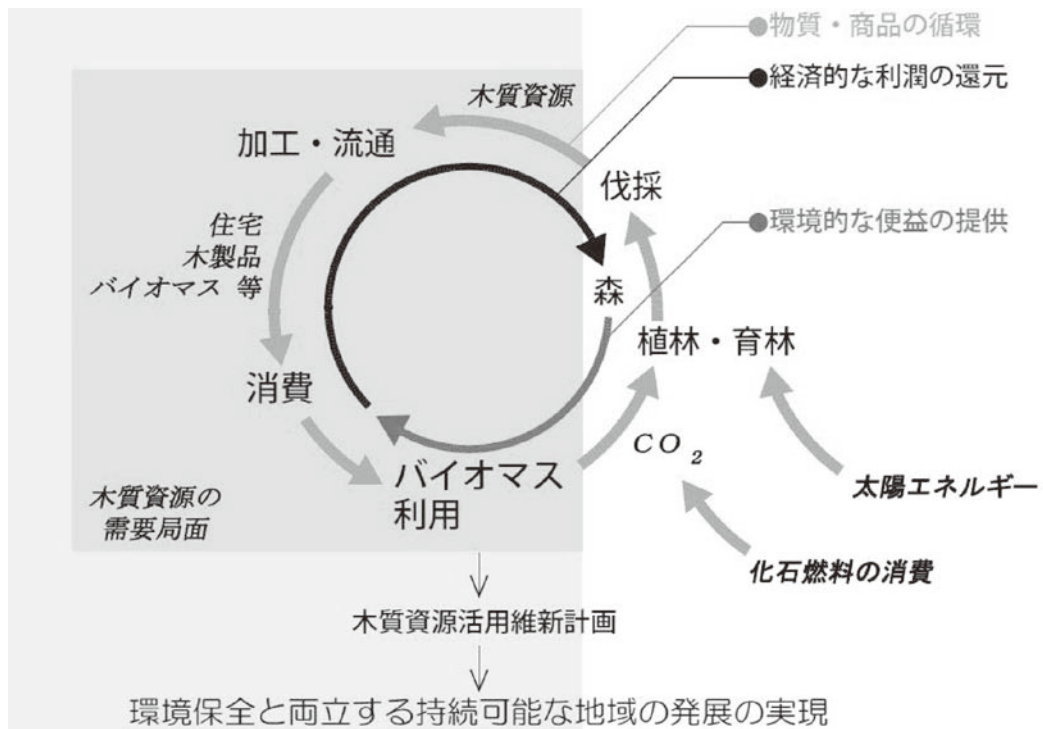 ●物質・商品の循環
●経済的な利潤の還元
木質資源
加工・流通
伐採
住宅
木製品
バイオマス 等
●環境的な便益の提供
森
植林・育林
消費
CO₂
バイオマス
利用
太陽エネルギー
木質資源の
需要局面
化石燃料の消費
木質資源活用維新計画
環境保全と両立する持続可能な地域の発展の実現